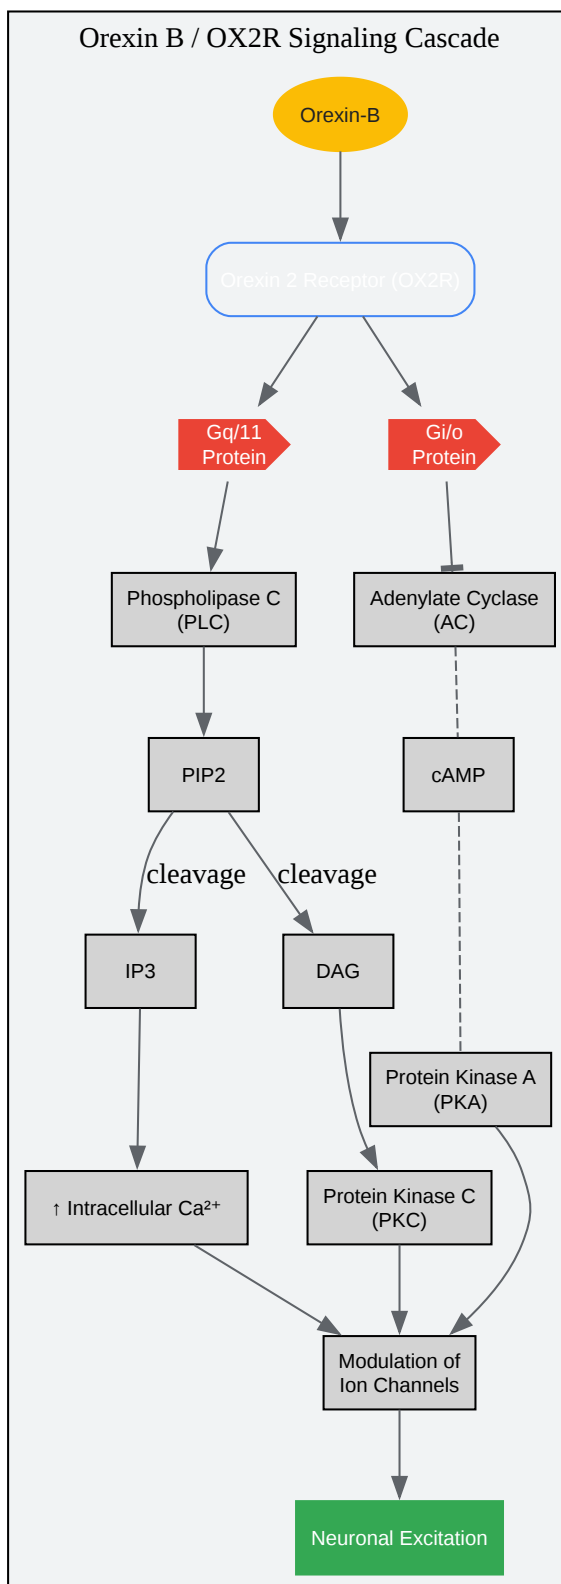 Orexin B / OX2R Signaling Cascade
Orexin-B
Orexin 2 Receptor (OX2R)
Gq/11
Protein
Gi/o
Protein
Phospholipase C
(PLC)
Adenylate Cyclase
(AC)
PIP2
cAMP
cleavage
cleavage
IP3
DAG
Protein Kinase A
(PKA)
↑ Intracellular Ca²⁺
Protein Kinase C
(PKC)
Modulation of
Ion Channels
Neuronal Excitation